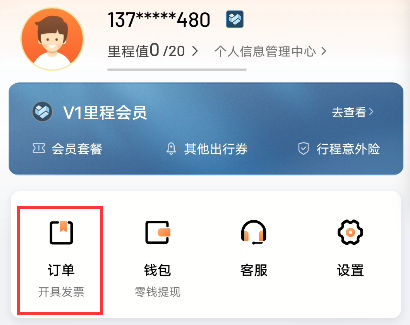 137*****480
里程值0/20 > 个人信息管理中心 >
V1里程会员 去查看 >
会员套餐 其他出行券 行程意外险
订单 钱包 客服 设置
开具发票 零钱提现